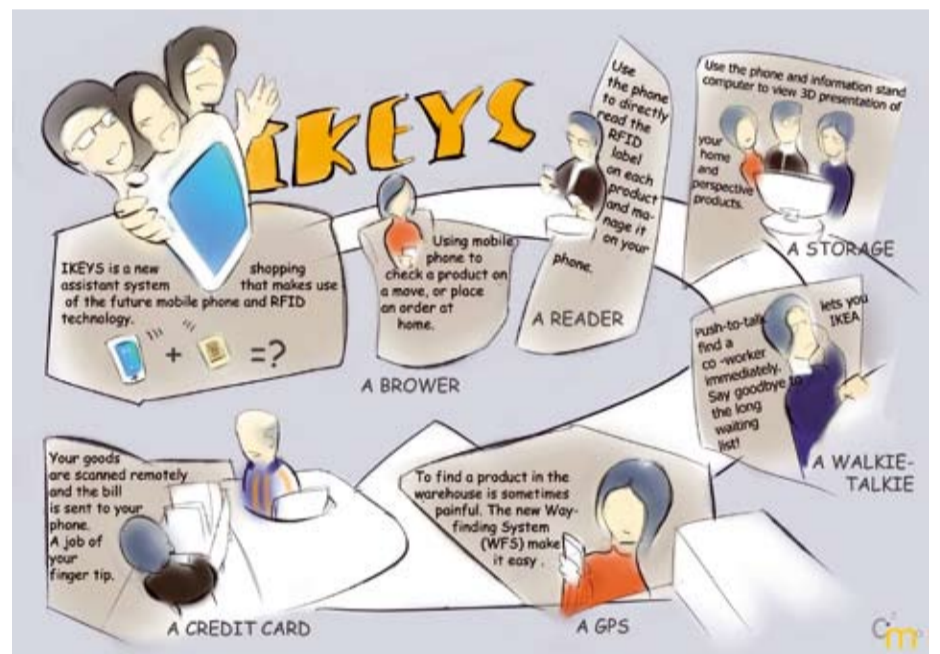 IKEYS
IKEYS is a new shopping
assistant system that makes use
of the future mobile phone and RFID
technology.
+ =?
Using mobile
phone to
check a product on
a move, or place
an order at
home.
A BROWER
Use
the phone
to directly
read the
RFID
label
on each
product
and ma-
nage it
on your
phone.
A READER
Use the phone and information stand
computer to view 3D presentation of
your
home
and
perspective
products.
A STORAGE
Push-to-talk lets you
find a IKEA
co -worker
immediately.
Say goodbye to
the long
waiting
list!
A WALKIE-
TALKIE
To find a product in the
warehouse is sometimes
painful. The new Way-
finding System
(WFS) make
it easy .
A GPS
Your goods
are scanned remotely
and the bill
is sent to your
phone.
A job of
your
finger tip.
A CREDIT CARD